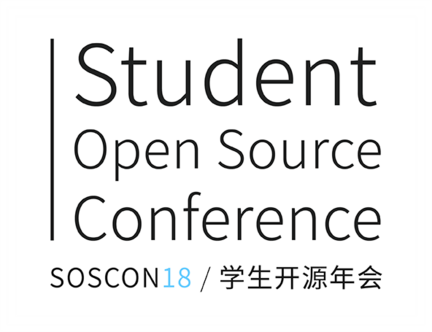 Student
Open Source
Conference
SOSCON18 / 学生开源年会